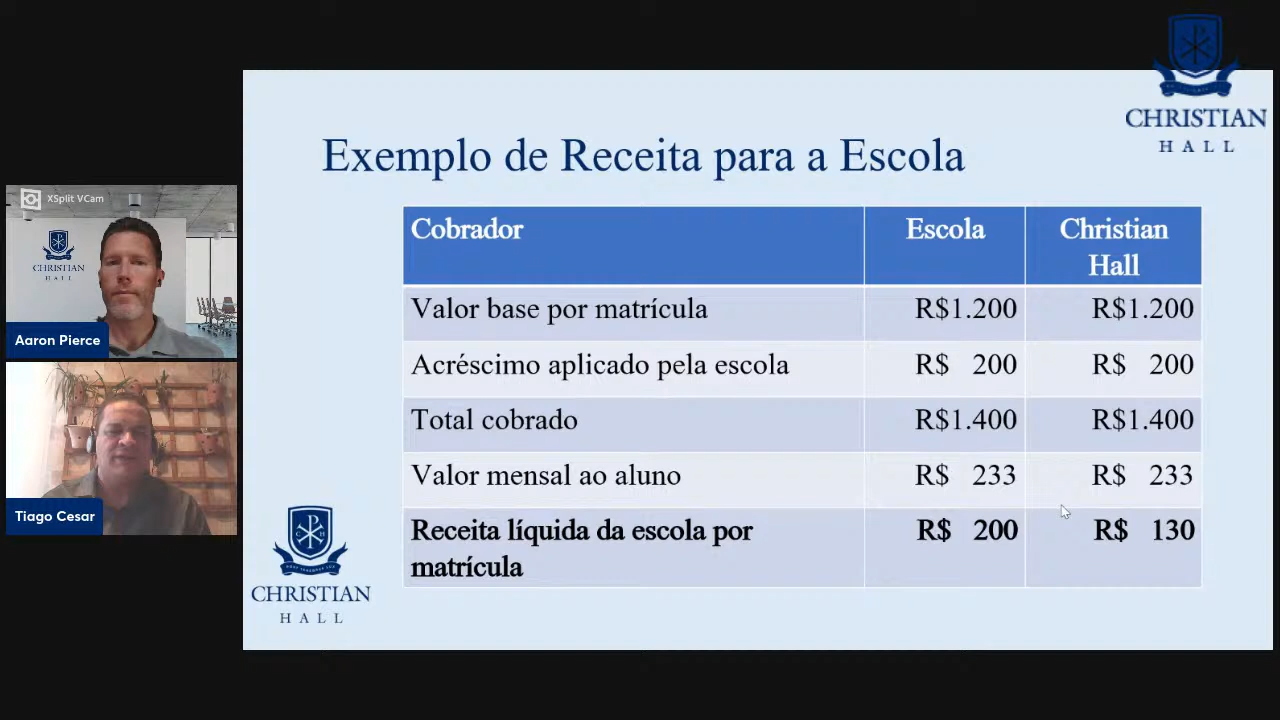 CHRISTIAN
HALL
Exemplo de Receita para a Escola
XSplit VCam
CHRISTIAN
HALL
Aaron Pierce
Tiago Cesar
Cobrador Escola Christian Hall
Valor base por matrícula R$1.200 R$1.200
Acréscimo aplicado pela escola R$ 200 R$ 200
Total cobrado R$1.400 R$1.400
Valor mensal ao aluno R$ 233 R$ 233
Receita líquida da escola por R$ 200 R$ 130
matrícula
CHRISTIAN
HALL